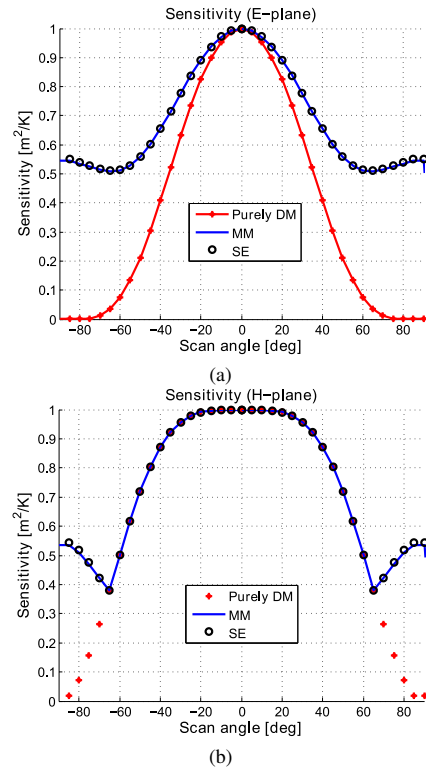 Sensitivity (E-plane)
1
0.9
0.8
0.7
0.6
0.5
0.4
0.3
0.2
0.1
0
Sensitivity [m²/K]
Purely DM
MM
SE
−80 −60 −40 −20 0 20 40 60 80
Scan angle [deg]
(a)
Sensitivity (H-plane)
1
0.9
0.8
0.7
0.6
0.5
0.4
0.3
0.2
0.1
0
Sensitivity [m²/K]
Purely DM
MM
SE
−80 −60 −40 −20 0 20 40 60 80
Scan angle [deg]
(b)